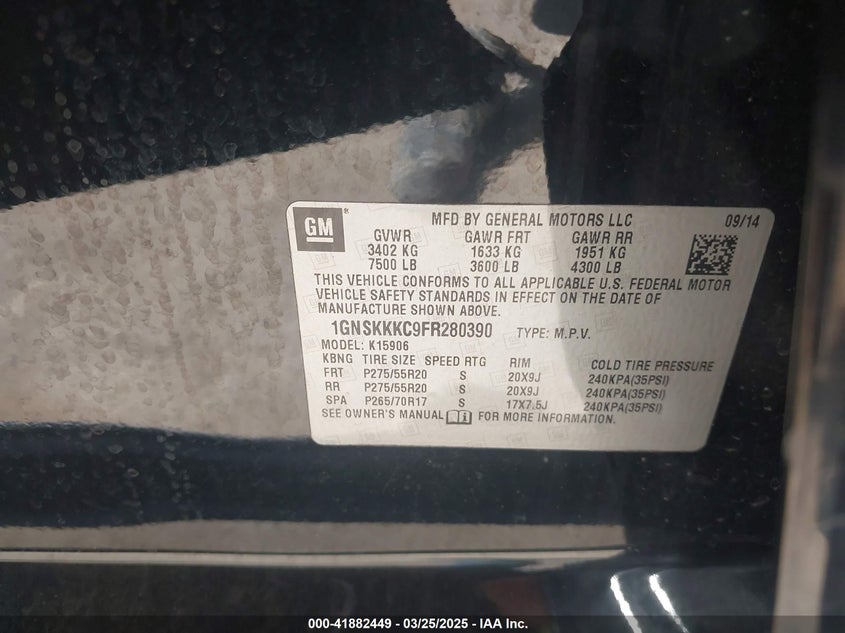 GM
MFD BY GENERAL MOTORS LLC 09/14
GVWR GAWR FRT GAWR RR
3402 KG 1633 KG 1951 KG
7500 LB 3600 LB 4300 LB
THIS VEHICLE CONFORMS TO ALL APPLICABLE U.S. FEDERAL MOTOR
VEHICLE SAFETY STANDARDS IN EFFECT ON THE DATE OF
MANUFACTURE SHOWN ABOVE.
1GNSKKKC9FR280390 TYPE: M.P.V.
MODEL: K15906
KBNG TIRE SIZE SPEED RTG RIM COLD TIRE PRESSURE
FRT P275/55R20 S 20X9J 240KPA(35PSI)
RR P275/55R20 S 20X9J 240KPA(35PSI)
SPA P265/70R17 S 17X7.5J 240KPA(35PSI)
SEE OWNER'S MANUAL FOR MORE INFORMATION.
000-41882449 | 03/25/2025 — © IAA Inc.